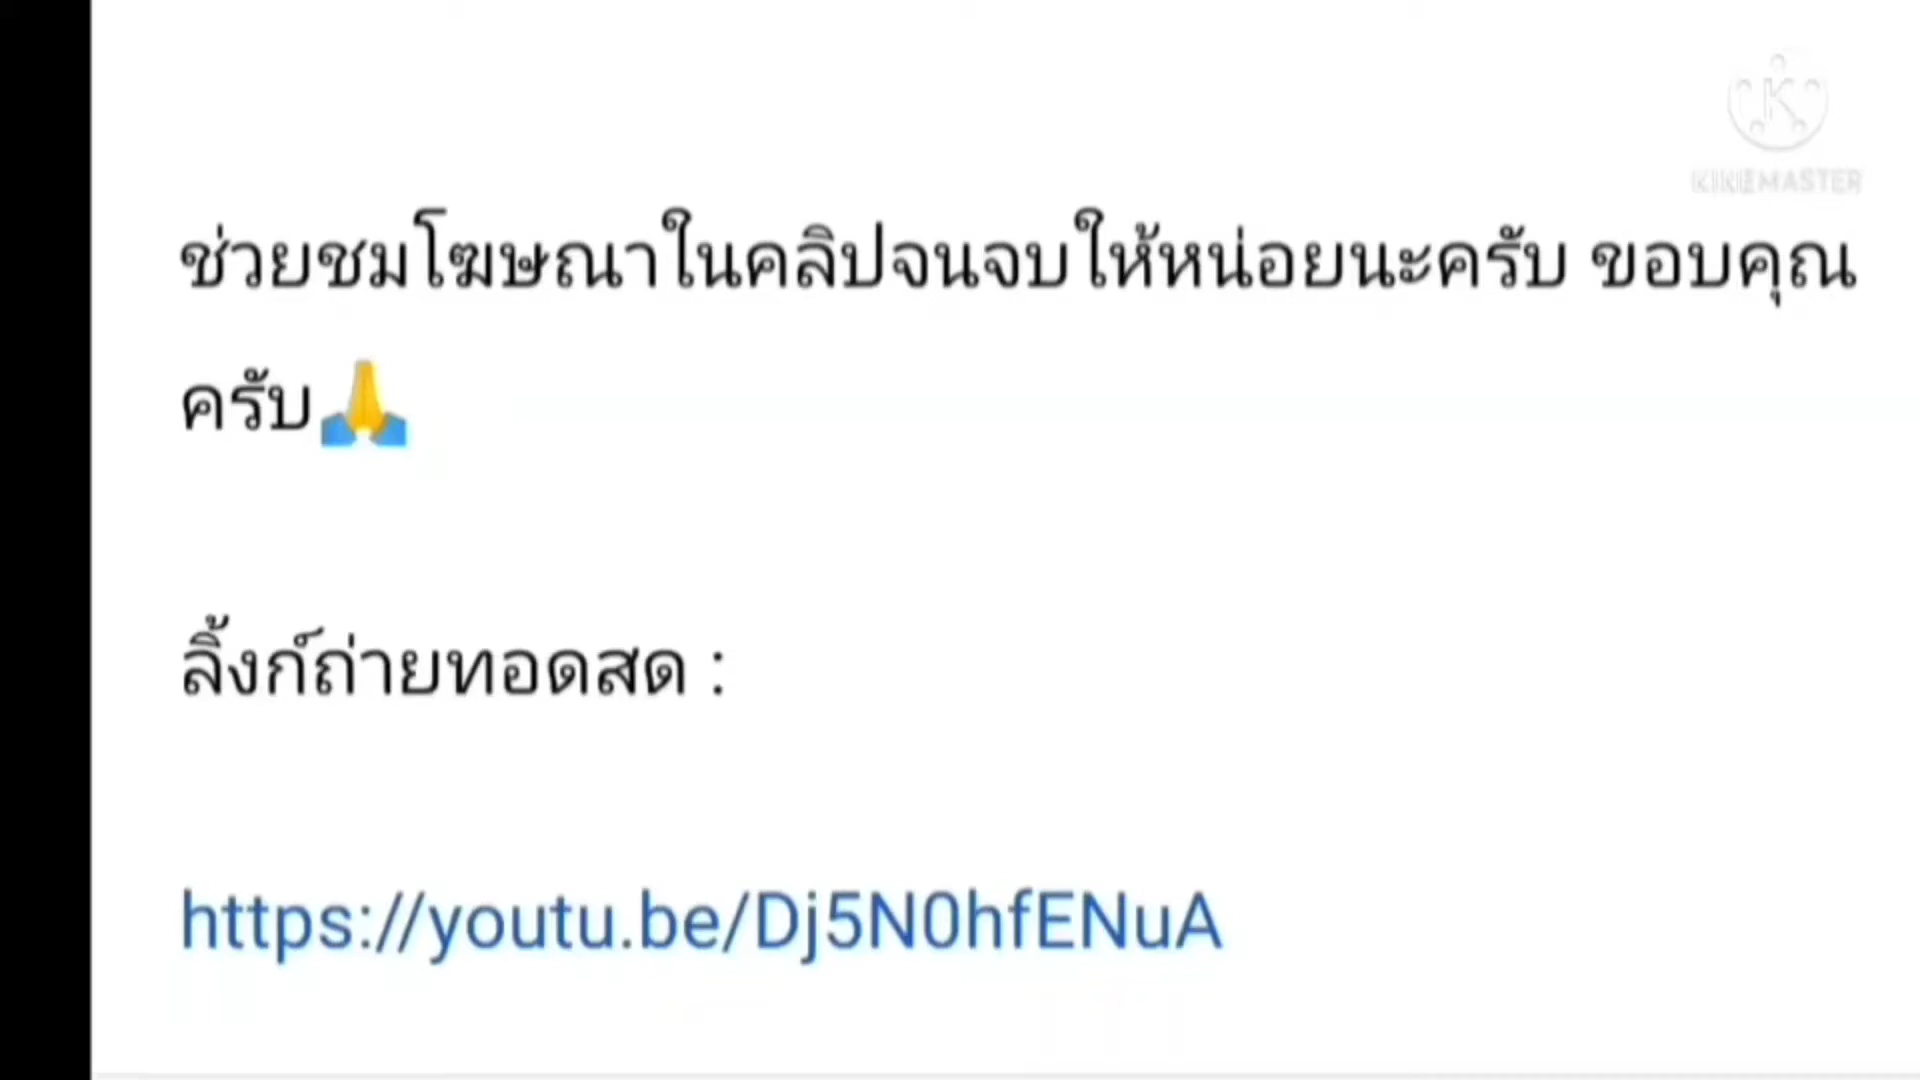 KINEMASTER
ช่วยชมโฆษณาในคลิปจนจบให้หน่อยนะครับ ขอบคุณ
ครับ🙏
ลิ้งก์ถ่ายทอดสด :
https://youtu.be/Dj5N0hfENuA